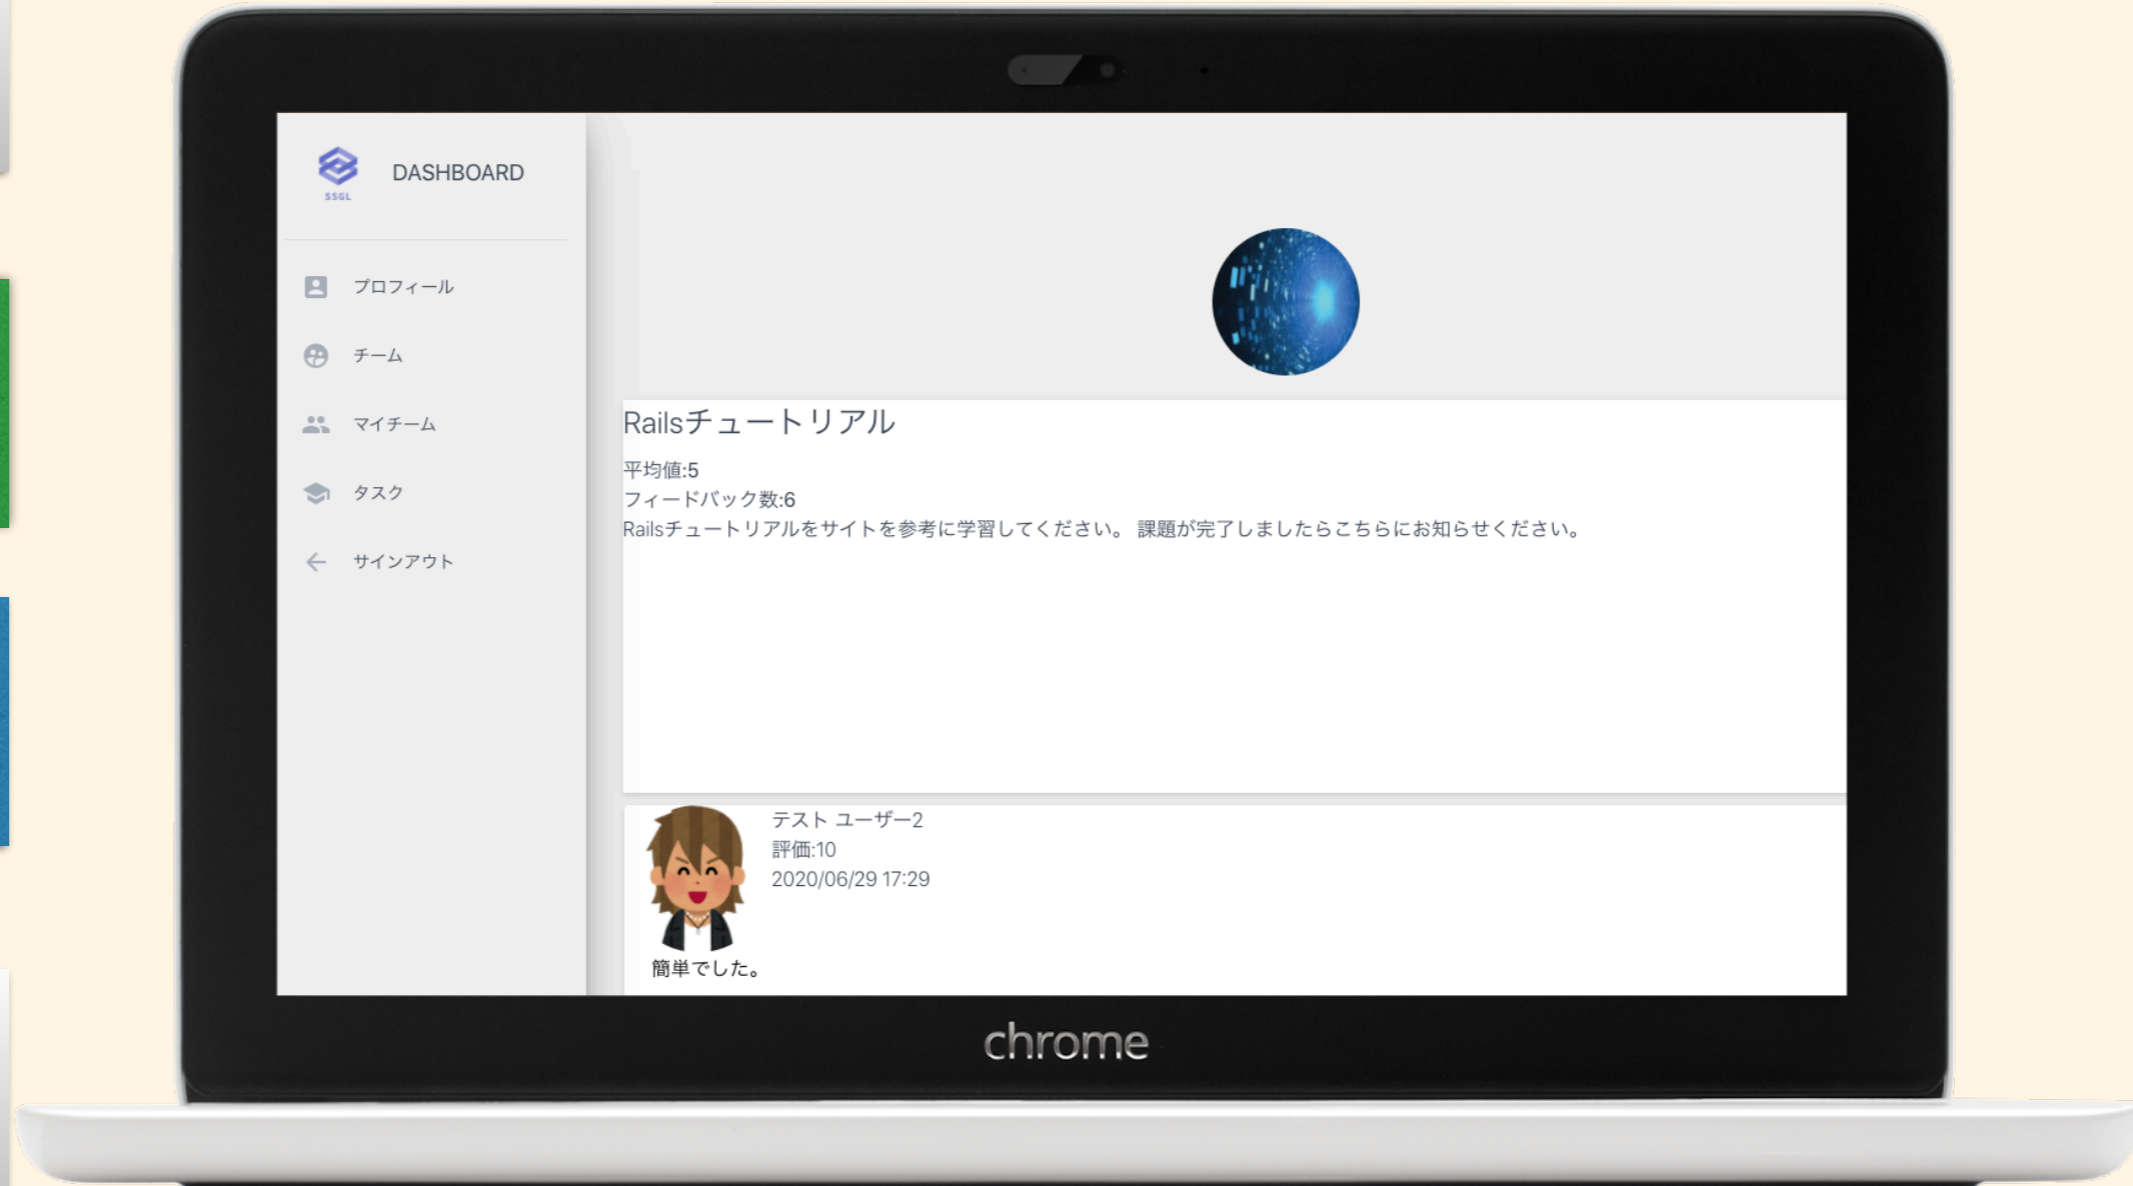 SSGL
DASHBOARD
プロフィール
チーム
マイチーム
タスク
サインアウト
Railsチュートリアル
平均値:5
フィードバック数:6
Railsチュートリアルをサイトを参考に学習してください。 課題が完了しましたらこちらにお知らせください。
テスト ユーザー2
評価:10
2020/06/29 17:29
簡単でした。
chrome